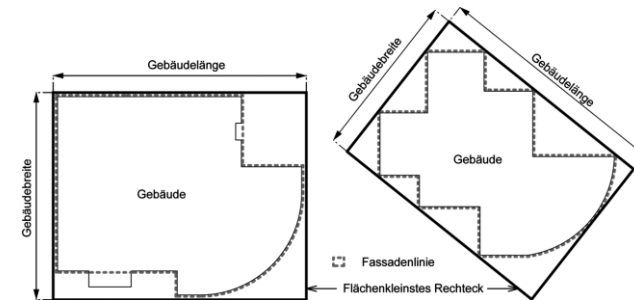 Gebäudelänge
Gebäudebreite
Gebäude
Gebäudebreite
Gebäudelänge
Gebäude
Fassadenlinie
Flächenkleinstes Rechteck